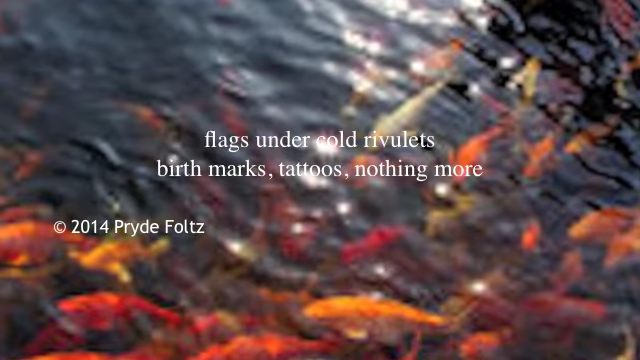 flags under cold rivulets
birth marks, tattoos, nothing more
© 2014 Pryde Foltz